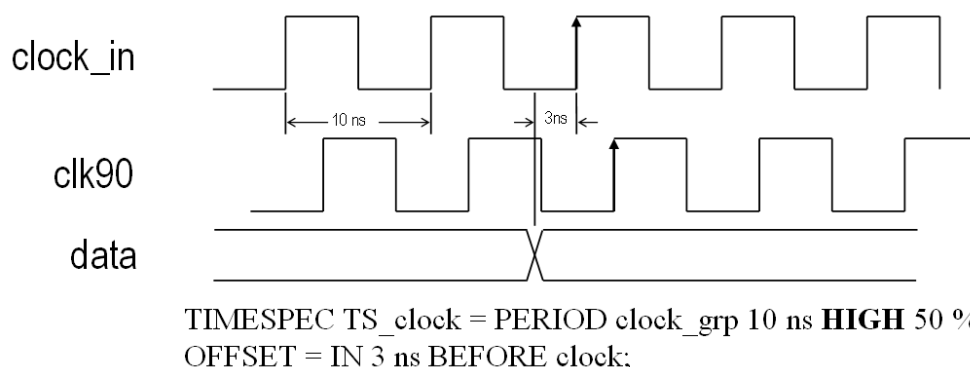 clock_in
10 ns
3ns
clk90
data
TIMESPEC TS_clock = PERIOD clock_grp 10 ns HIGH 50 %
OFFSET = IN 3 ns BEFORE clock;